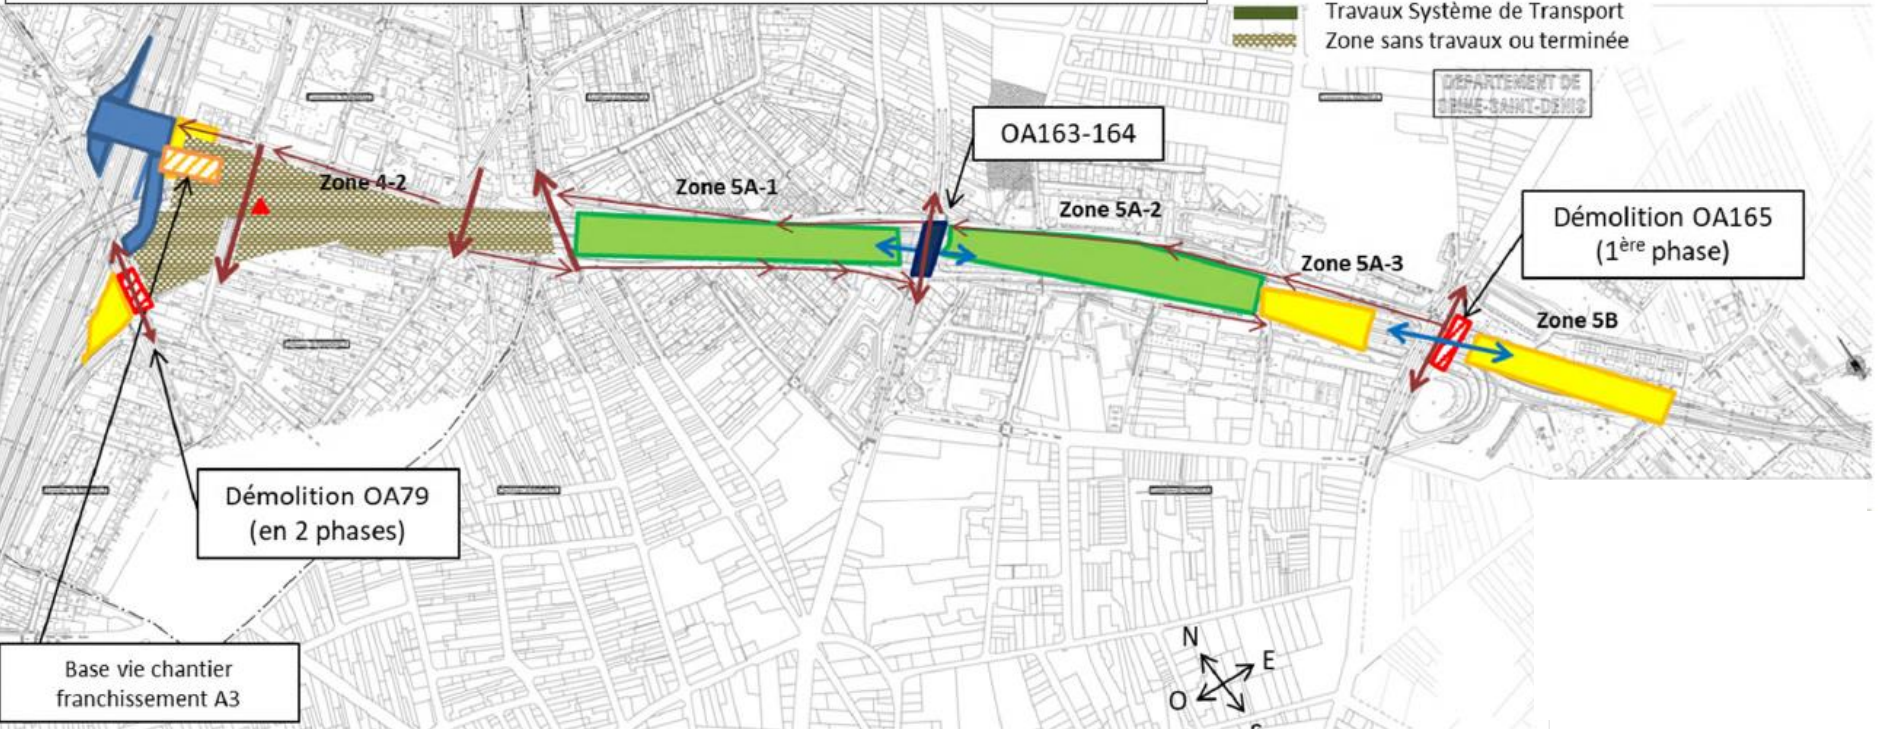 Travaux Système de Transport
Zone sans travaux ou terminée
DEPARTEMENT DE
SEINE-SAINT-DENIS
OA163-164
Zone 4-2
Zone 5A-1
Zone 5A-2
Démolition OA165
(1ère phase)
Zone 5A-3
Zone 5B
Démolition OA79
(en 2 phases)
Base vie chantier
franchissement A3
N
E
O